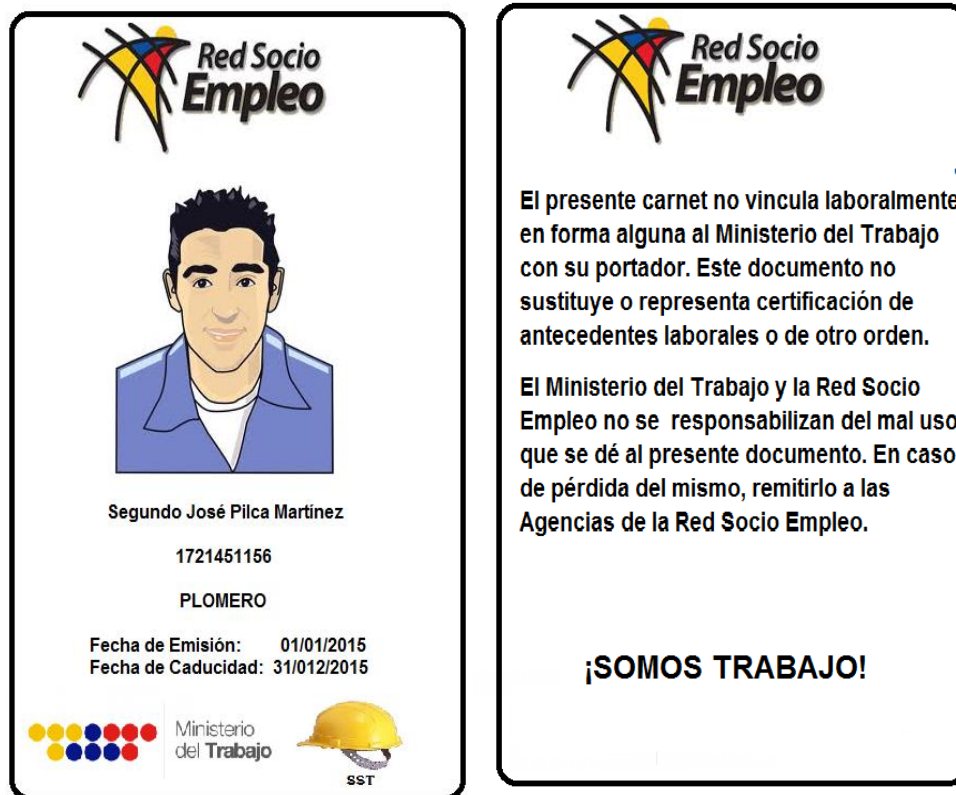 Red Socio
Empleo
Segundo José Pilca Martínez
1721451156
PLOMERO
Fecha de Emisión: 01/01/2015
Fecha de Caducidad: 31/012/2015
Ministerio
del Trabajo
SST
Red Socio
Empleo
El presente carnet no vincula laboralmente
en forma alguna al Ministerio del Trabajo
con su portador. Este documento no
sustituye o representa certificación de
antecedentes laborales o de otro orden.
El Ministerio del Trabajo y la Red Socio
Empleo no se responsabilizan del mal uso
que se dé al presente documento. En caso
de pérdida del mismo, remitirlo a las
Agencias de la Red Socio Empleo.
¡SOMOS TRABAJO!